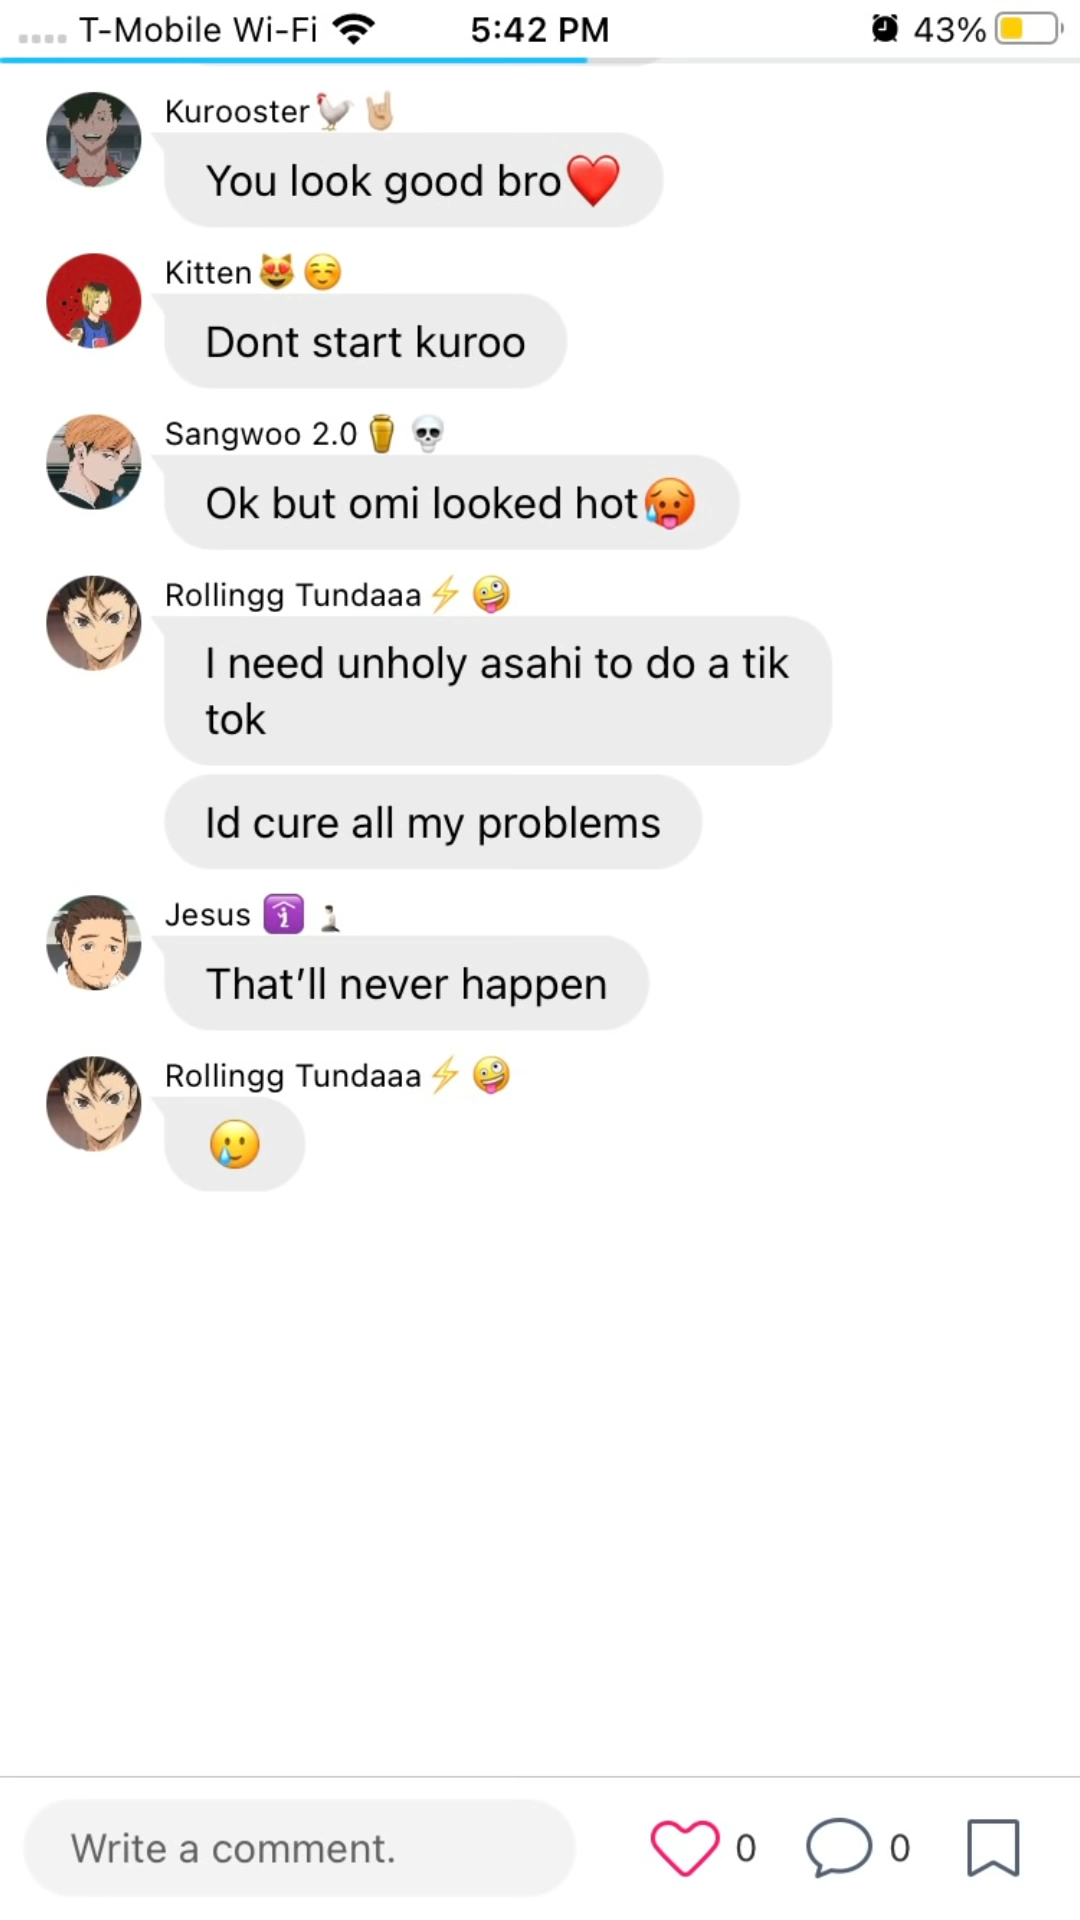 T-Mobile Wi-Fi 5:42 PM 43%
Kurooster🐓🤘🏼
You look good bro❤️
Kitten😻☺️
Dont start kuroo
Sangwoo 2.0⚱️💀
Ok but omi looked hot🥵
Rollingg Tundaaa⚡🤪
I need unholy asahi to do a tik
tok
Id cure all my problems
Jesus🛐🧎🏻‍♂️
That’ll never happen
Rollingg Tundaaa⚡🤪
🥲
Write a comment. 0 0